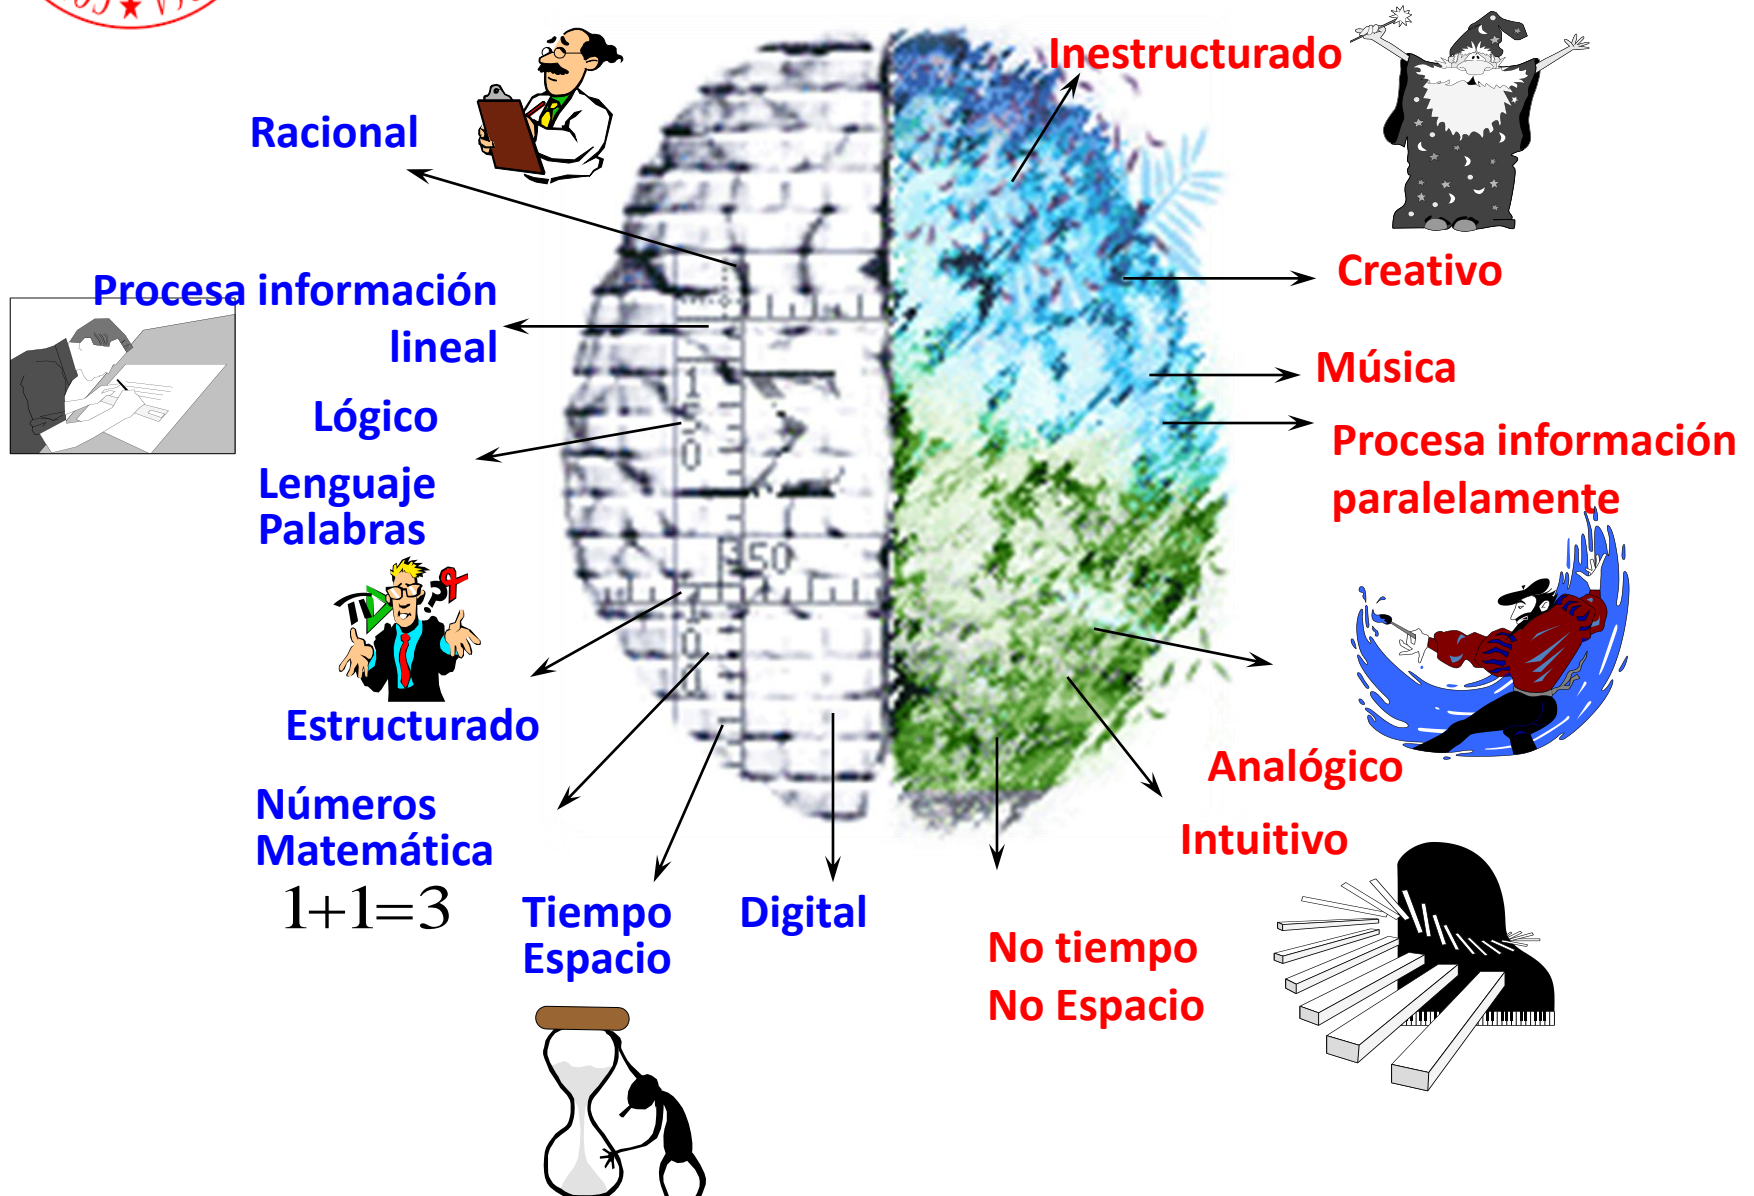 Inestructurado
Racional
Creativo
Procesa información
lineal
Música
Lógico
Procesa información
paralelamente
Lenguaje
Palabras
Estructurado
Analógico
Números
Matemática
1+1=3
Intuitivo
Tiempo
Espacio
Digital
No tiempo
No Espacio
350